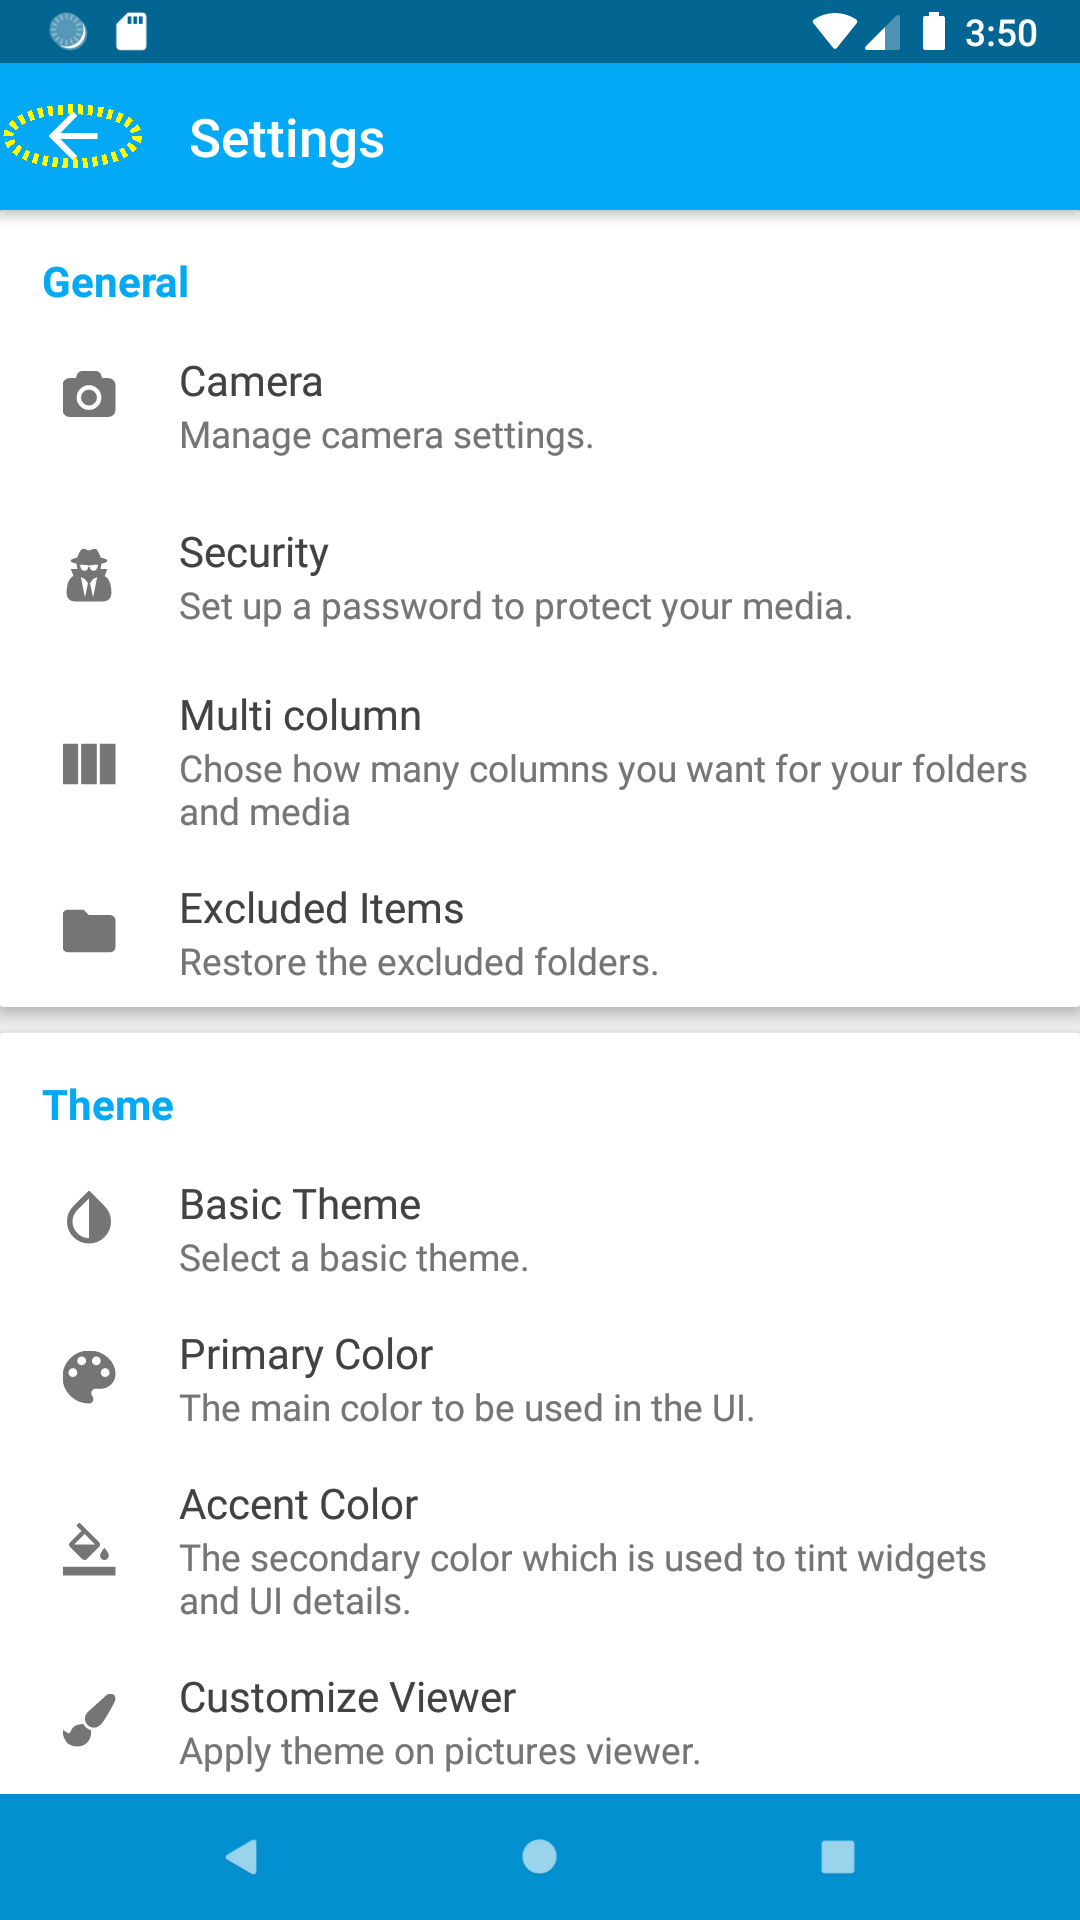 3:50
Settings
General
Camera
Manage camera settings.
Security
Set up a password to protect your media.
Multi column
Chose how many columns you want for your folders
and media
Excluded Items
Restore the excluded folders.
Theme
Basic Theme
Select a basic theme.
Primary Color
The main color to be used in the UI.
Accent Color
The secondary color which is used to tint widgets
and UI details.
Customize Viewer
Apply theme on pictures viewer.